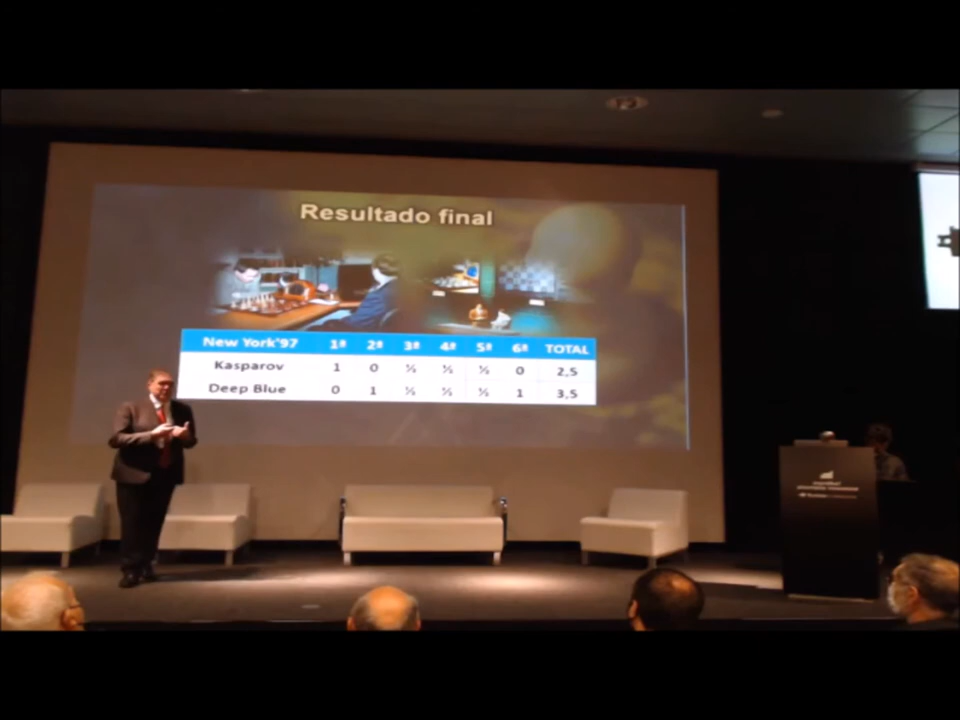 Resultado final
New York'97 1ª 2ª 3ª 4ª 5ª 6ª TOTAL
Kasparov 1 0 ½ ½ ½ 0 2,5
Deep Blue 0 1 ½ ½ ½ 1 3,5